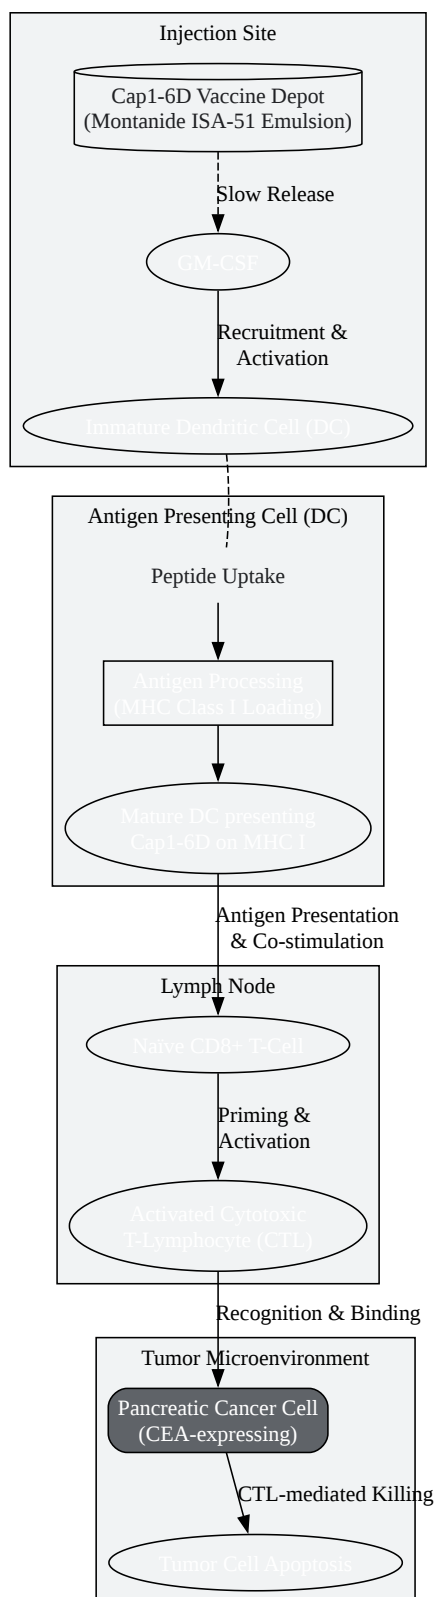 Injection Site
Cap1-6D Vaccine Depot
(Montanide ISA-51 Emulsion)
Slow Release
GM-CSF
Recruitment &
Activation
Immature Dendritic Cell (DC)
Antigen Presenting Cell (DC)
Peptide Uptake
Antigen Processing
(MHC Class I Loading)
Mature DC presenting
Cap1-6D on MHC I
Antigen Presentation
& Co-stimulation
Lymph Node
Naïve CD8+ T-Cell
Priming &
Activation
Activated Cytotoxic
T-Lymphocyte (CTL)
Recognition & Binding
Tumor Microenvironment
Pancreatic Cancer Cell
(CEA-expressing)
CTL-mediated Killing
Tumor Cell Apoptosis